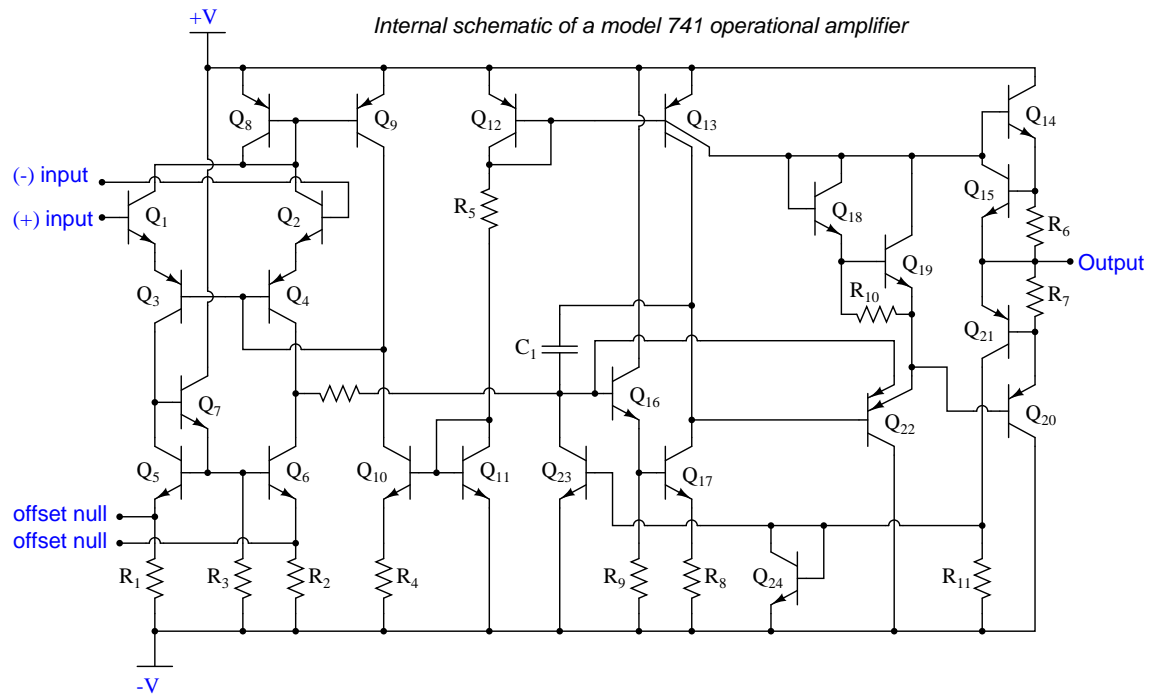 +V
Internal schematic of a model 741 operational amplifier
Q8
Q9
Q12
Q13
Q14
(-) input
(+) input
Q1
Q2
R5
Q15
Q18
R6
Output
Q3
Q4
Q19
R10
R7
Q21
C1
Q7
Q16
Q22
Q20
Q5
Q6
Q10
Q11
Q23
Q17
offset null
offset null
R1
R3
R2
R4
R9
R8
Q24
R11
-V